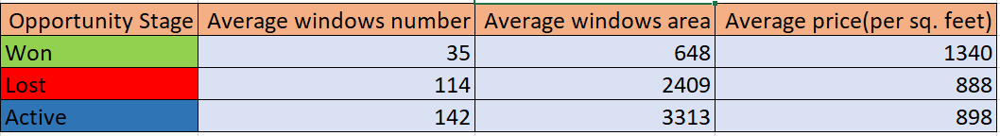 Opportunity Stage Average windows number Average windows area Average price(per sq. feet)
Won 35 648 1340
Lost 114 2409 888
Active 142 3313 898